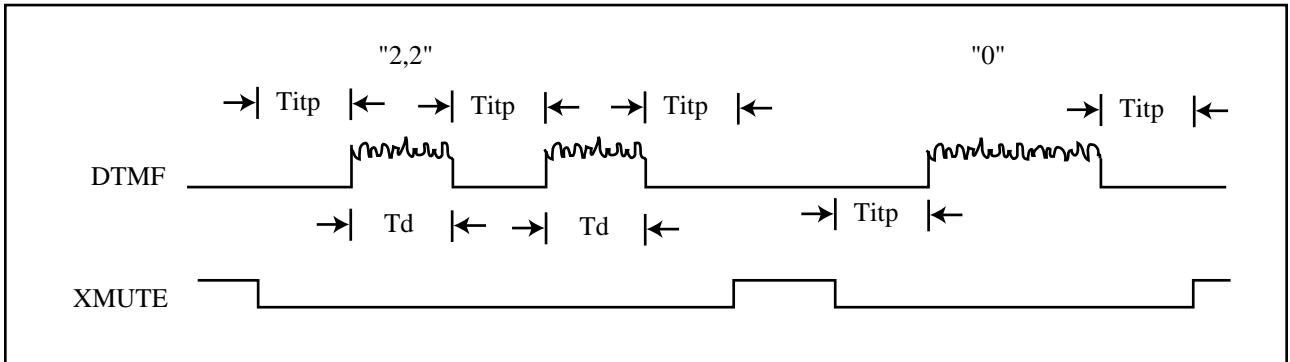 "2,2" "0"
Titp Titp Titp Titp
DTMF
Td Td Titp
XMUTE